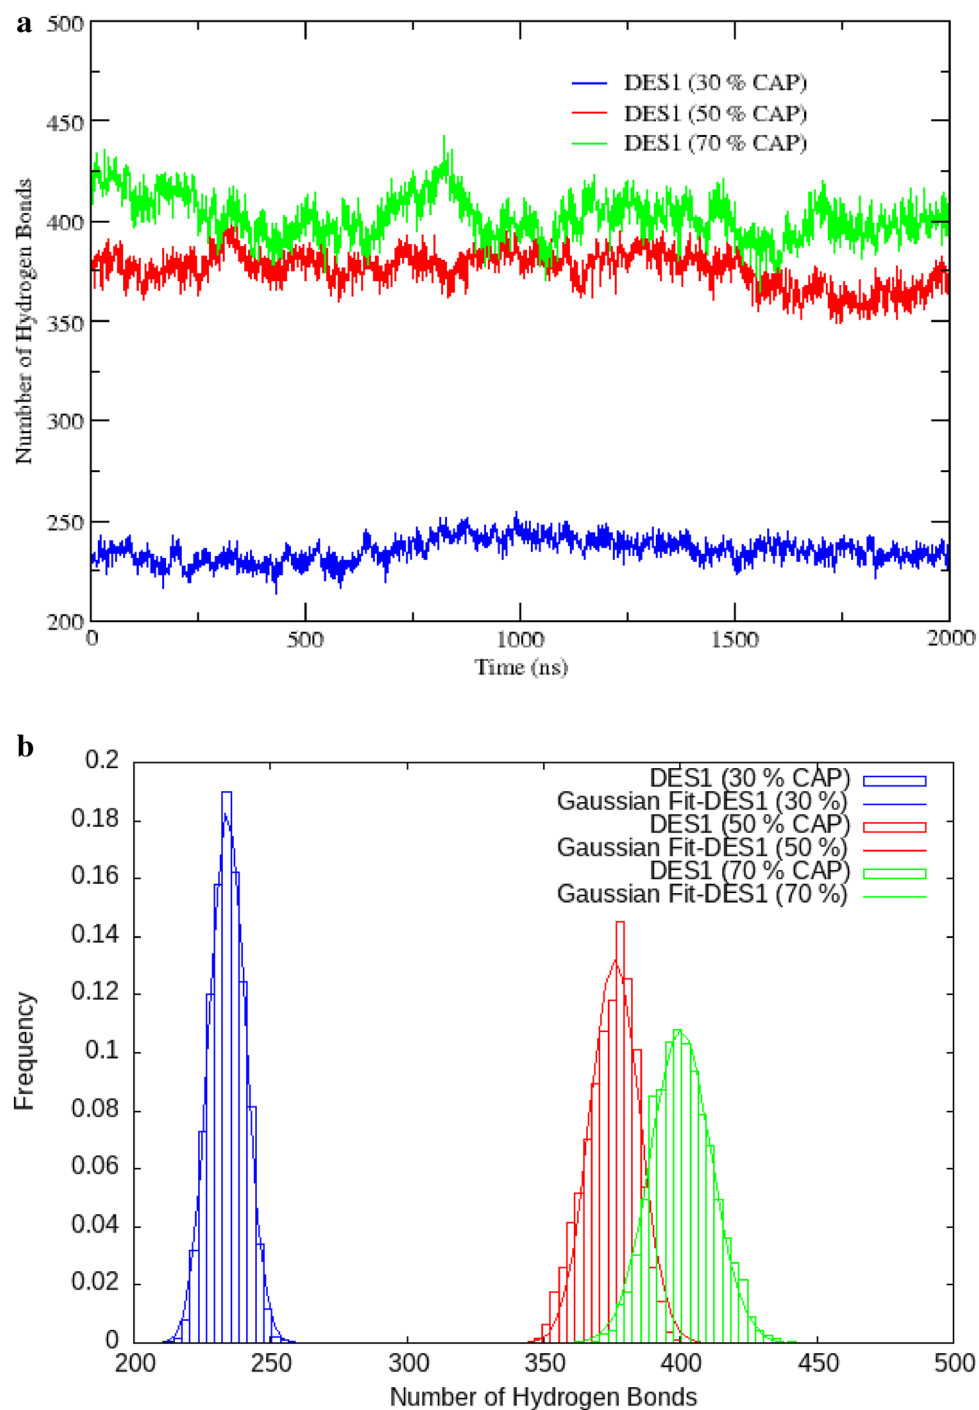 a
500
450
400
350
300
250
200
Numbber of Hydrogen Bonds
DES1 (30 % CAP)
DES1 (50 % CAP)
DES1 (70 % CAP)
0 500 1000 1500 2000
Time (ns)
b
0.2
0.18
0.16
0.14
0.12
0.1
0.08
0.06
0.04
0.02
0
Frequency
DES1 (30 % CAP)
Gaussian Fit-DES1 (30 %)
DES1 (50 % CAP)
Gaussian Fit-DES1 (50 %)
DES1 (70 % CAP)
Gaussian Fit-DES1 (70 %)
200 250 300 350 400 450 500
Number of Hydrogen Bonds